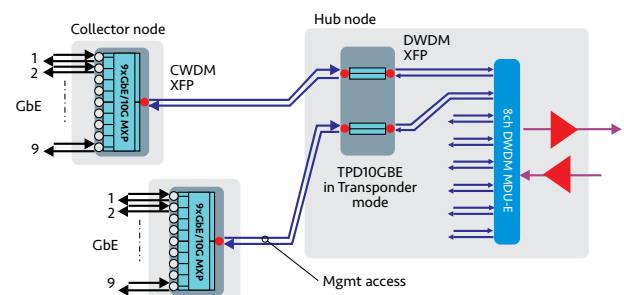 Collector node
Hub node
1
2
GbE
9
9xGbE/10G MXP
CWDM
XFP
DWDM
XFP
TPD10GBE
in Transponder
mode
8ch DWDM MDU-E
1
2
GbE
9
9xGbE/10G MXP
Mgmt access